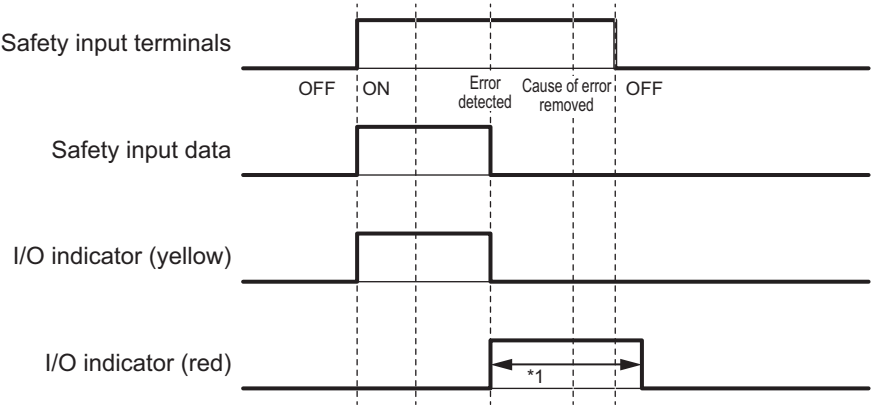 Safety input terminals
OFF ON Error detected Cause of error removed OFF
Safety input data
I/O indicator (yellow)
I/O indicator (red)
*1